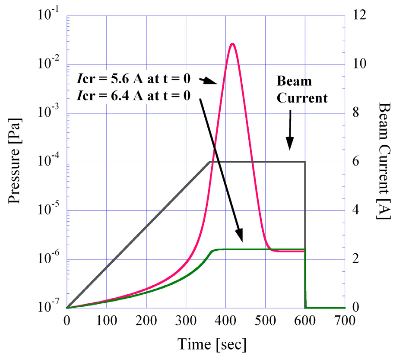 10-1
10-2
10-3
10-4
10-5
10-6
10-7
Pressure [Pa]
Icr = 5.6 A at t = 0
Icr = 6.4 A at t = 0
Beam
Current
12
10
8
6
4
2
0
Beam Current [A]
0 100 200 300 400 500 600 700
Time [sec]